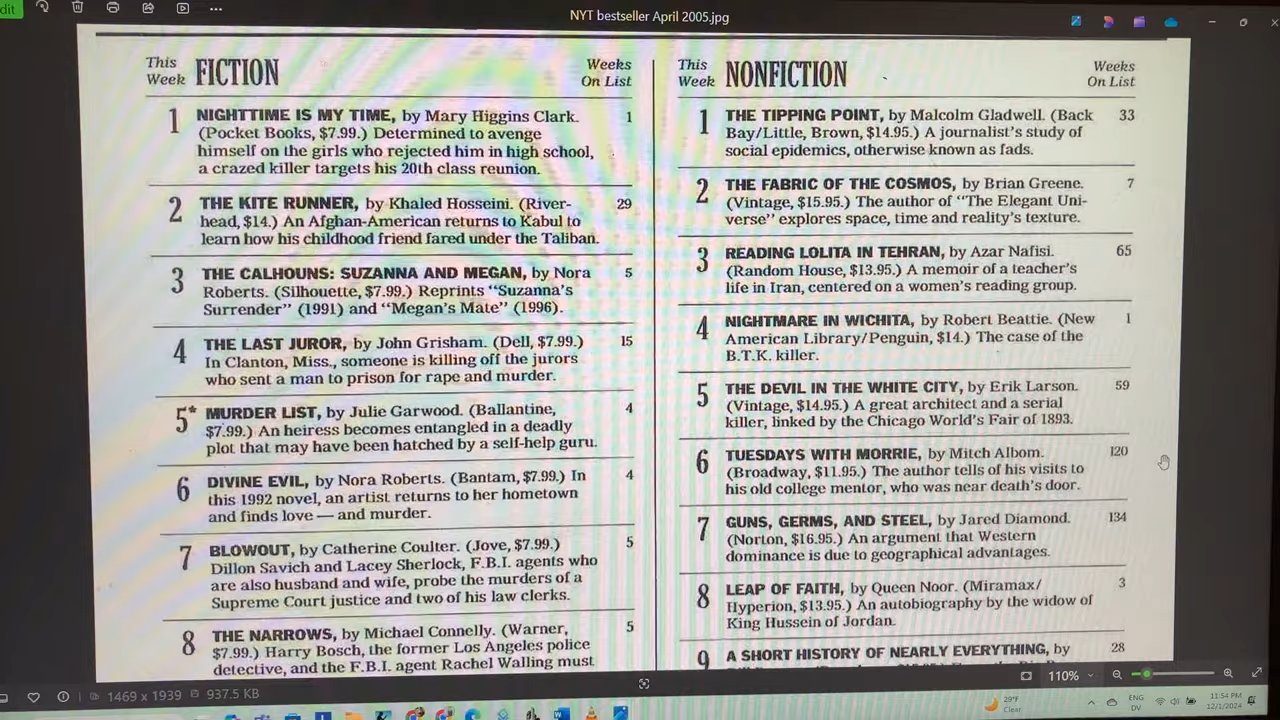 dit
NYT bestseller April 2005.jpg
This Week FICTION Weeks On List
1 NIGHTTIME IS MY TIME, by Mary Higgins Clark. 1
(Pocket Books, $7.99.) Determined to avenge
himself on the girls who rejected him in high school,
a crazed killer targets his 20th class reunion.
2 THE KITE RUNNER, by Khaled Hosseini. (River- 29
head, $14.) An Afghan-American returns to Kabul to
learn how his childhood friend fared under the Taliban.
3 THE CALHOUNS: SUZANNA AND MEGAN, by Nora 5
Roberts. (Silhouette, $7.99.) Reprints “Suzanna’s
Surrender” (1991) and “Megan’s Mate” (1996).
4 THE LAST JUROR, by John Grisham. (Dell, $7.99.) 15
In Clanton, Miss., someone is killing off the jurors
who sent a man to prison for rape and murder.
5* MURDER LIST, by Julie Garwood. (Ballantine, 4
$7.99.) An heiress becomes entangled in a deadly
plot that may have been hatched by a self-help guru.
6 DIVINE EVIL, by Nora Roberts. (Bantam, $7.99.) In 4
this 1992 novel, an artist returns to her hometown
and finds love — and murder.
7 BLOWOUT, by Catherine Coulter. (Jove, $7.99.) 5
Dillon Savich and Lacey Sherlock, F.B.I. agents who
are also husband and wife, probe the murders of a
Supreme Court justice and two of his law clerks.
8 THE NARROWS, by Michael Connelly. (Warner, 5
$7.99.) Harry Bosch, the former Los Angeles police
detective, and the F.B.I. agent Rachel Walling must
This Week NONFICTION Weeks On List
1 THE TIPPING POINT, by Malcolm Gladwell. (Back 33
Bay/Little, Brown, $14.95.) A journalist’s study of
social epidemics, otherwise known as fads.
2 THE FABRIC OF THE COSMOS, by Brian Greene. 7
(Vintage, $15.95.) The author of “The Elegant Uni-
verse” explores space, time and reality’s texture.
3 READING LOLITA IN TEHRAN, by Azar Nafisi. 65
(Random House, $13.95.) A memoir of a teacher’s
life in Iran, centered on a women’s reading group.
4 NIGHTMARE IN WICHITA, by Robert Beattie. (New 1
American Library/Penguin, $14.) The case of the
B.T.K. killer.
5 THE DEVIL IN THE WHITE CITY, by Erik Larson. 59
(Vintage, $14.95.) A great architect and a serial
killer, linked by the Chicago World’s Fair of 1893.
6 TUESDAYS WITH MORRIE, by Mitch Albom. 120
(Broadway, $11.95.) The author tells of his visits to
his old college mentor, who was near death’s door.
7 GUNS, GERMS, AND STEEL, by Jared Diamond. 134
(Norton, $16.95.) An argument that Western
dominance is due to geographical advantages.
8 LEAP OF FAITH, by Queen Noor. (Miramax/ 3
Hyperion, $13.95.) An autobiography by the widow of
King Hussein of Jordan.
9 A SHORT HISTORY OF NEARLY EVERYTHING, by 28
1469 x 1939 937.5 KB
110%
29°F
Clear
ENG
DV
11:54 PM
12/1/2024